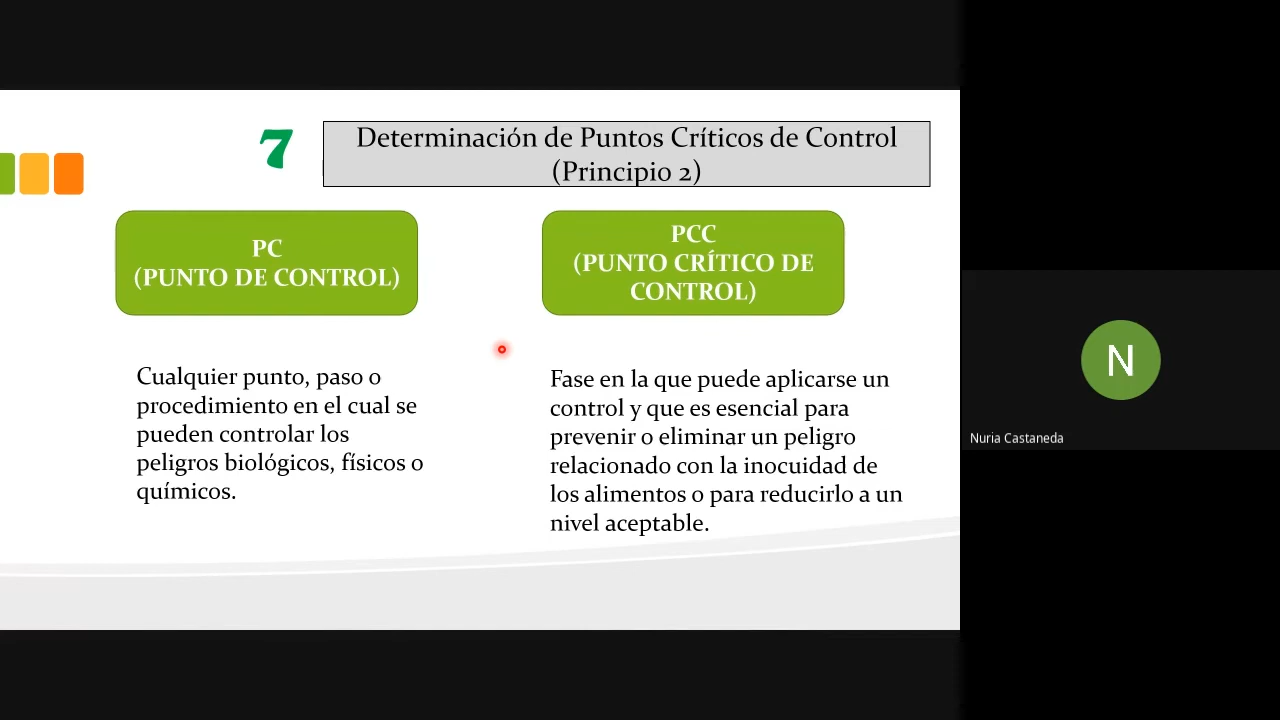 7
Determinación de Puntos Críticos de Control
(Principio 2)
PC
(PUNTO DE CONTROL)
PCC
(PUNTO CRÍTICO DE
CONTROL)
Cualquier punto, paso o
procedimiento en el cual se
pueden controlar los
peligros biológicos, físicos o
químicos.
Fase en la que puede aplicarse un
control y que es esencial para
prevenir o eliminar un peligro
relacionado con la inocuidad de
los alimentos o para reducirlo a un
nivel aceptable.
N
Nuria Castaneda